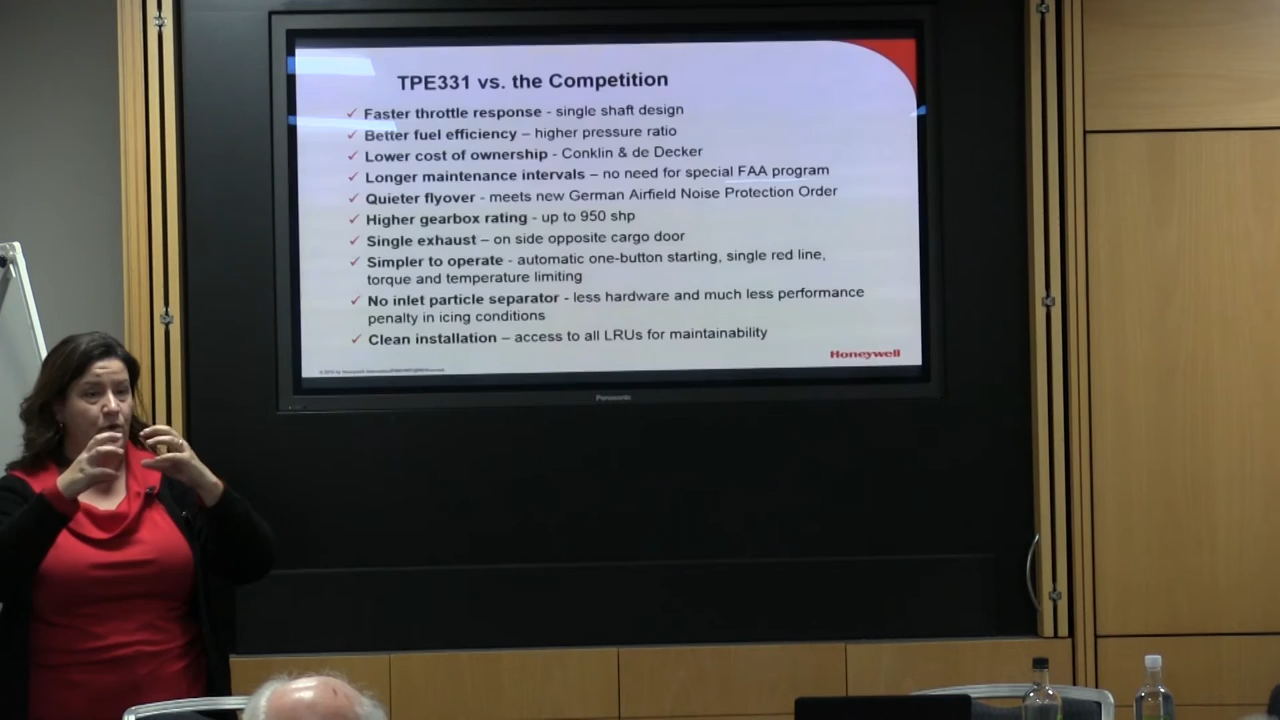 TPE331 vs. the Competition
✓ Faster throttle response - single shaft design
✓ Better fuel efficiency – higher pressure ratio
✓ Lower cost of ownership - Conklin & de Decker
✓ Longer maintenance intervals – no need for special FAA program
✓ Quieter flyover - meets new German Airfield Noise Protection Order
✓ Higher gearbox rating - up to 950 shp
✓ Single exhaust – on side opposite cargo door
✓ Simpler to operate - automatic one-button starting, single red line,
torque and temperature limiting
✓ No inlet particle separator - less hardware and much less performance
penalty in icing conditions
✓ Clean installation – access to all LRUs for maintainability
Honeywell
Panasonic